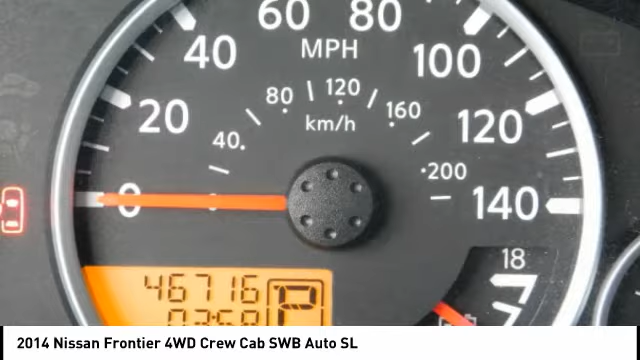 60 80
40 100
MPH
80 120 160
20 km/h 120
40 200
0 140
18
46716 P
2014 Nissan Frontier 4WD Crew Cab SWB Auto SL